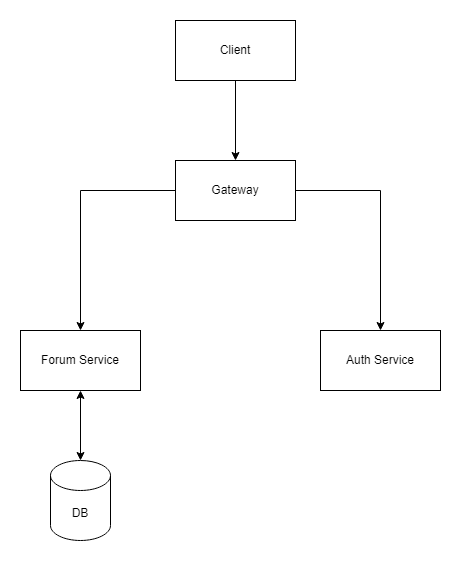 Client
Gateway
Forum Service
Auth Service
DB